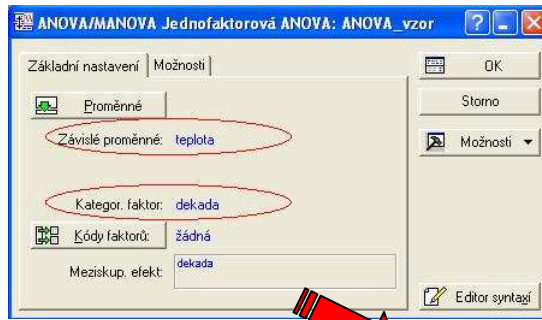 ANOVA/MANOVA Jednofaktorová ANOVA: ANOVA_vzor
Základní nastavení
Možnosti
OK
Proměnné
Storno
Závislé proměnné: teplota
Možnosti
Kategor. faktor: dekada
Kódy faktorů: žádná
Meziskup. efekt: dekada
Editor syntaxí